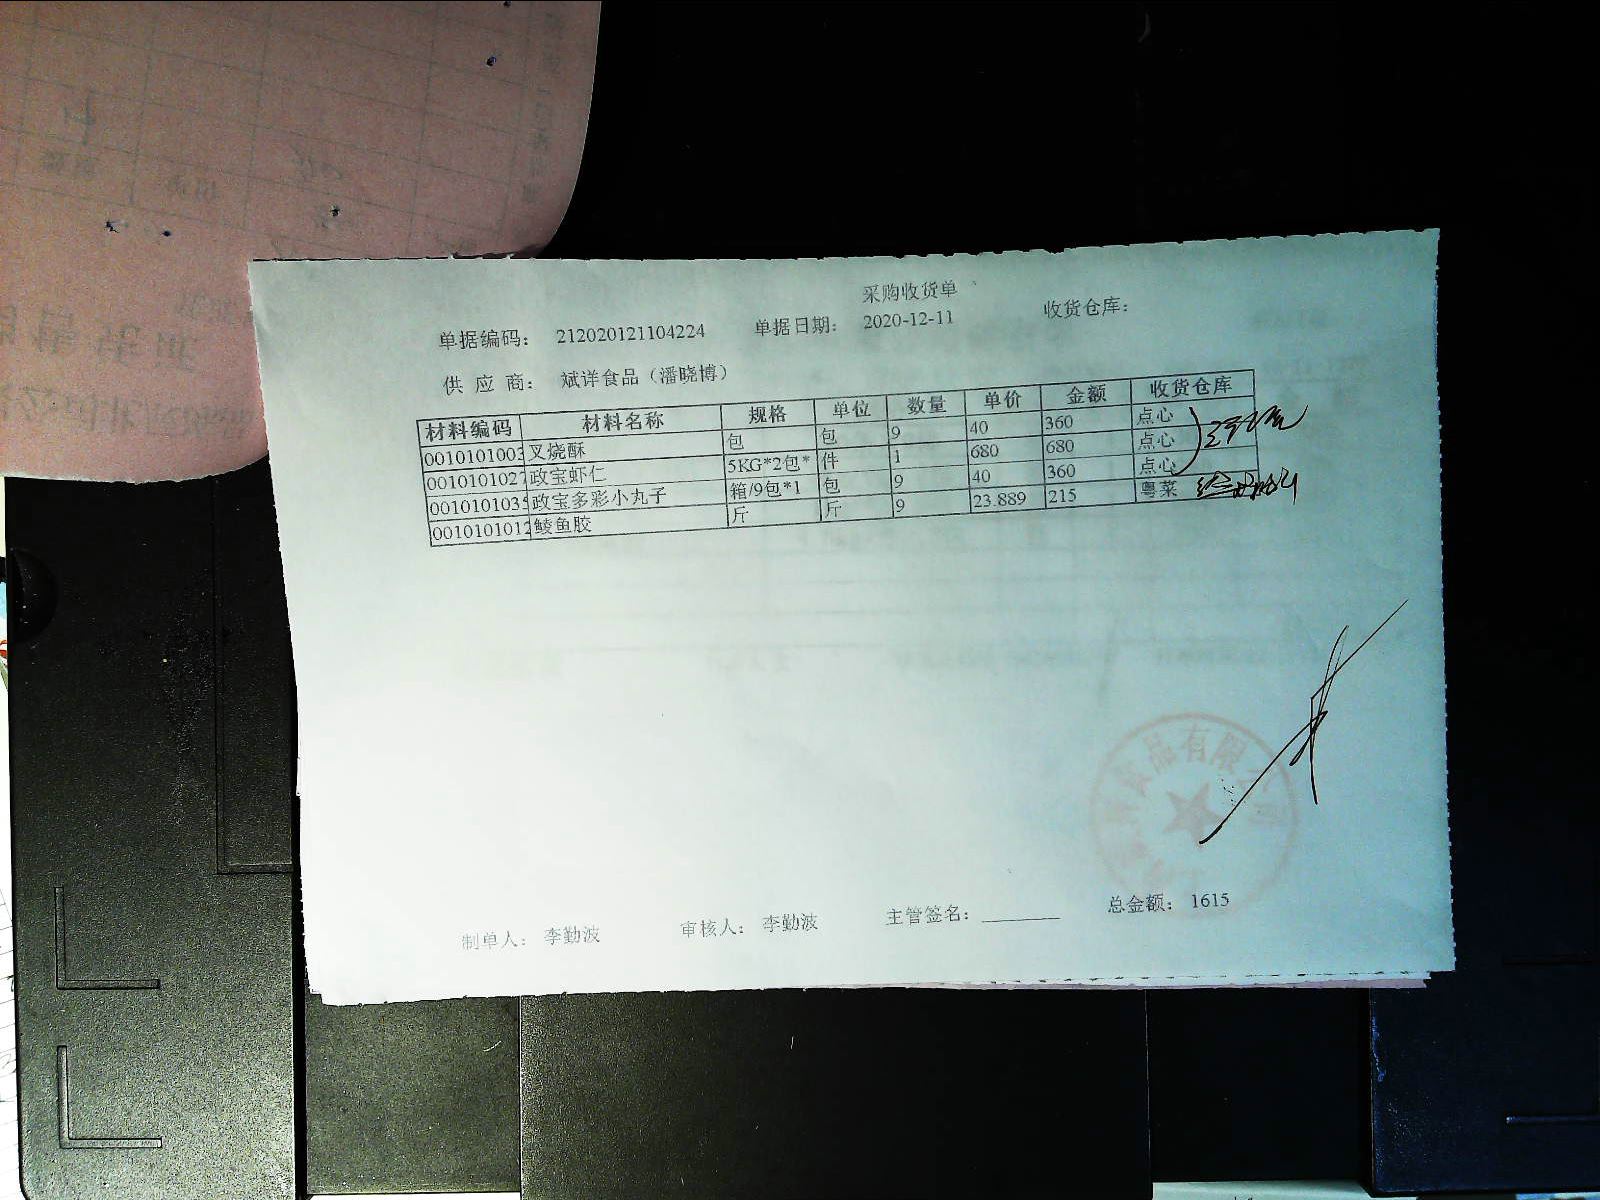 采购收货单
单据编码： 212020121104224 单据日期： 2020-12-11 收货仓库：
供 应 商： 斌详食品（潘晓博）
材料编码 材料名称 规格 单位 数量 单价 金额 收货仓库
0010101003 叉烧酥 包 包 9 40 360 点心
0010101027 政宝虾仁 5KG*2包* 件 1 680 680 点心
0010101035 政宝多彩小丸子 箱/9包*1 包 9 40 360 点心
0010101012 鲮鱼胶 斤 斤 9 23.889 215 粤菜
食品有限公司
制单人： 李勤波 审核人： 李勤波 主管签名： 总金额： 1615